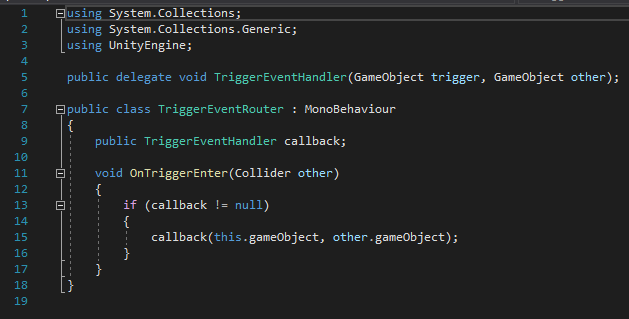 1 using System.Collections;
2 using System.Collections.Generic;
3 using UnityEngine;
4
5 public delegate void TriggerEventHandler(GameObject trigger, GameObject other);
6
7 public class TriggerEventRouter : MonoBehaviour
8 {
9 public TriggerEventHandler callback;
10
11 void OnTriggerEnter(Collider other)
12 {
13 if (callback != null)
14 {
15 callback(this.gameObject, other.gameObject);
16 }
17 }
18 }
19